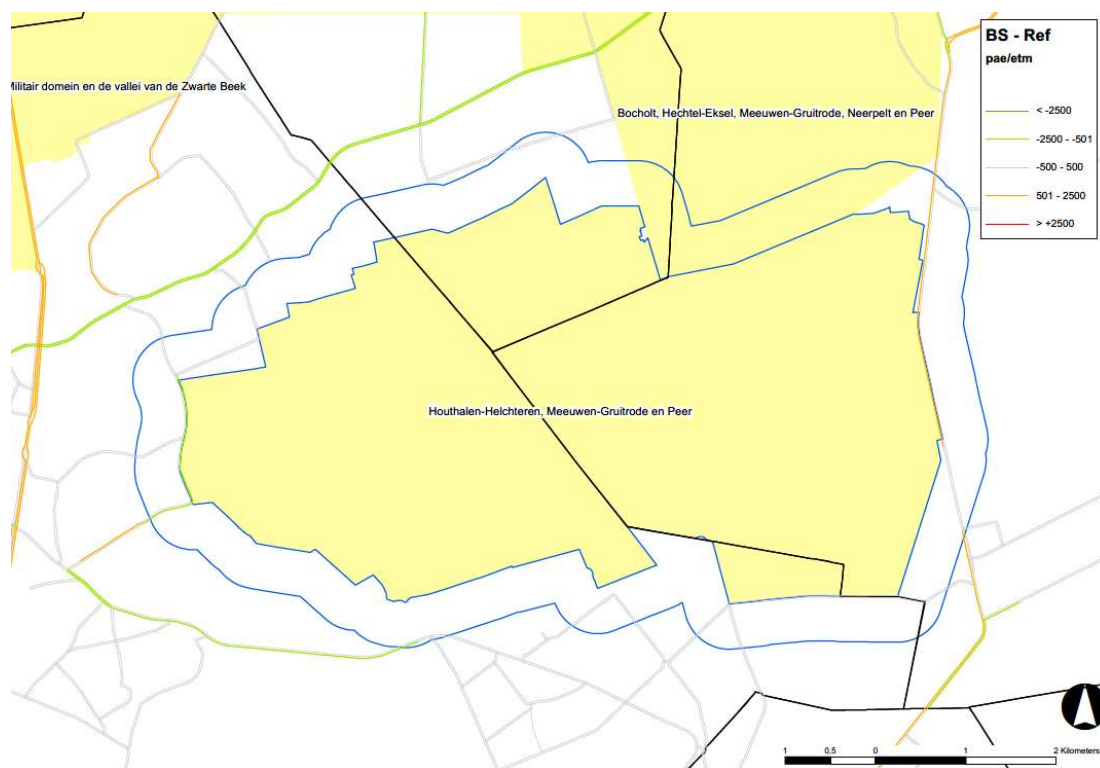 BS - Ref
pae/etm
< -2500
-2500 - -501
-500 - 500
501 - 2500
> +2500
Militair domein en de vallei van de Zwarte Beek
Bocholt, Hechtel-Eksel, Meeuwen-Gruitrode, Neerpelt en Peer
Houthalen-Helchteren, Meeuwen-Gruitrode en Peer
1 0.5 0 1 2 Kilometers